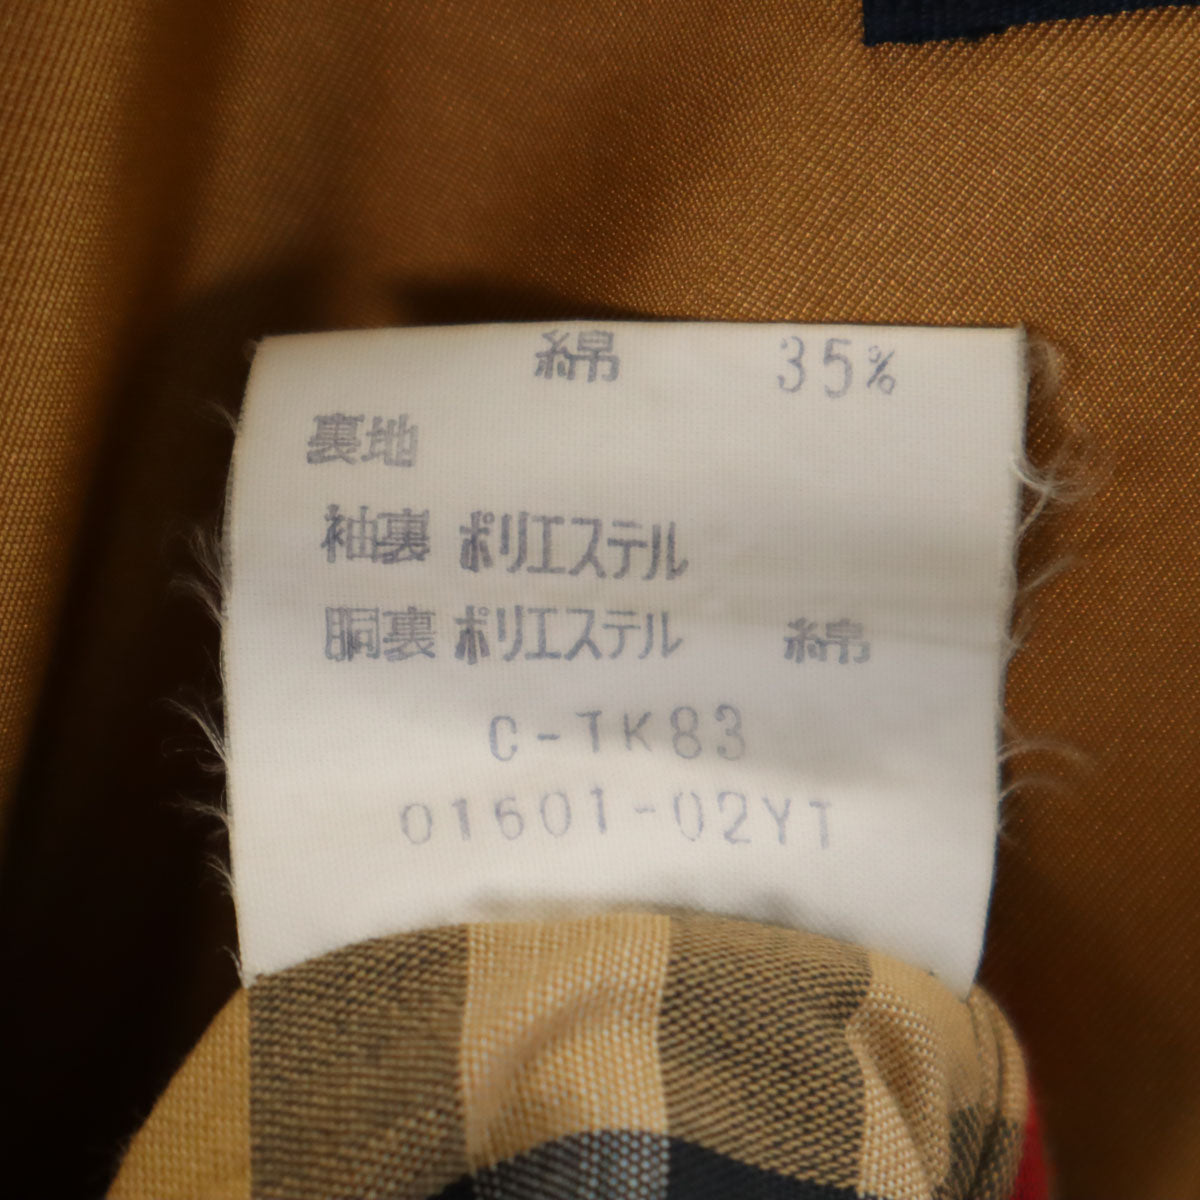 綿 35%
裏地
袖裏 ポリエステル
胴裏 ポリエステル 綿
C-TK83
01601-02YT